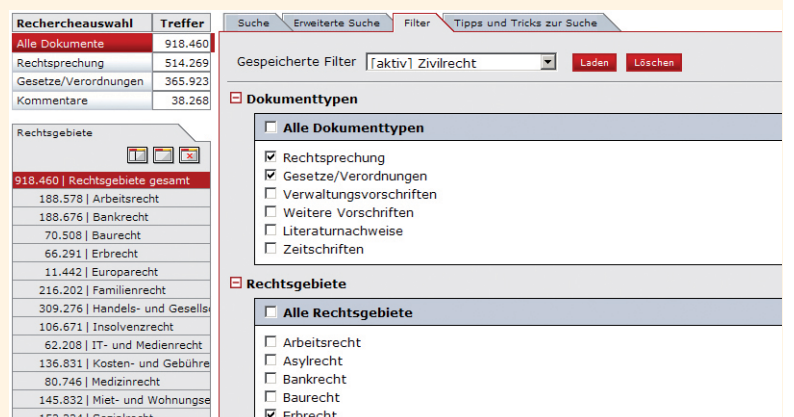 Rechercheauswahl Treffer
Alle Dokumente 918.460
Rechtsprechung 514.269
Gesetze/Verordnungen 365.923
Kommentare 38.268
Rechtsgebiete
918.460 | Rechtsgebiete gesamt
188.578 | Arbeitsrecht
188.676 | Bankrecht
70.508 | Baurecht
66.291 | Erbrecht
11.442 | Europarecht
216.202 | Familienrecht
309.276 | Handels- und Gesells
106.671 | Insolvenzrecht
62.208 | IT- und Medienrecht
136.831 | Kosten- und Gebühre
80.746 | Medizinrecht
145.832 | Miet- und Wohnungse
Suche Erweiterte Suche Filter Tipps und Tricks zur Suche
Gespeicherte Filter [aktiv] Zivilrecht Laden Löschen
Dokumenttypen
Alle Dokumenttypen
Rechtsprechung
Gesetze/Verordnungen
Verwaltungsvorschriften
Weitere Vorschriften
Literaturnachweise
Zeitschriften
Rechtsgebiete
Alle Rechtsgebiete
Arbeitsrecht
Asylrecht
Bankrecht
Baurecht
Erbrecht